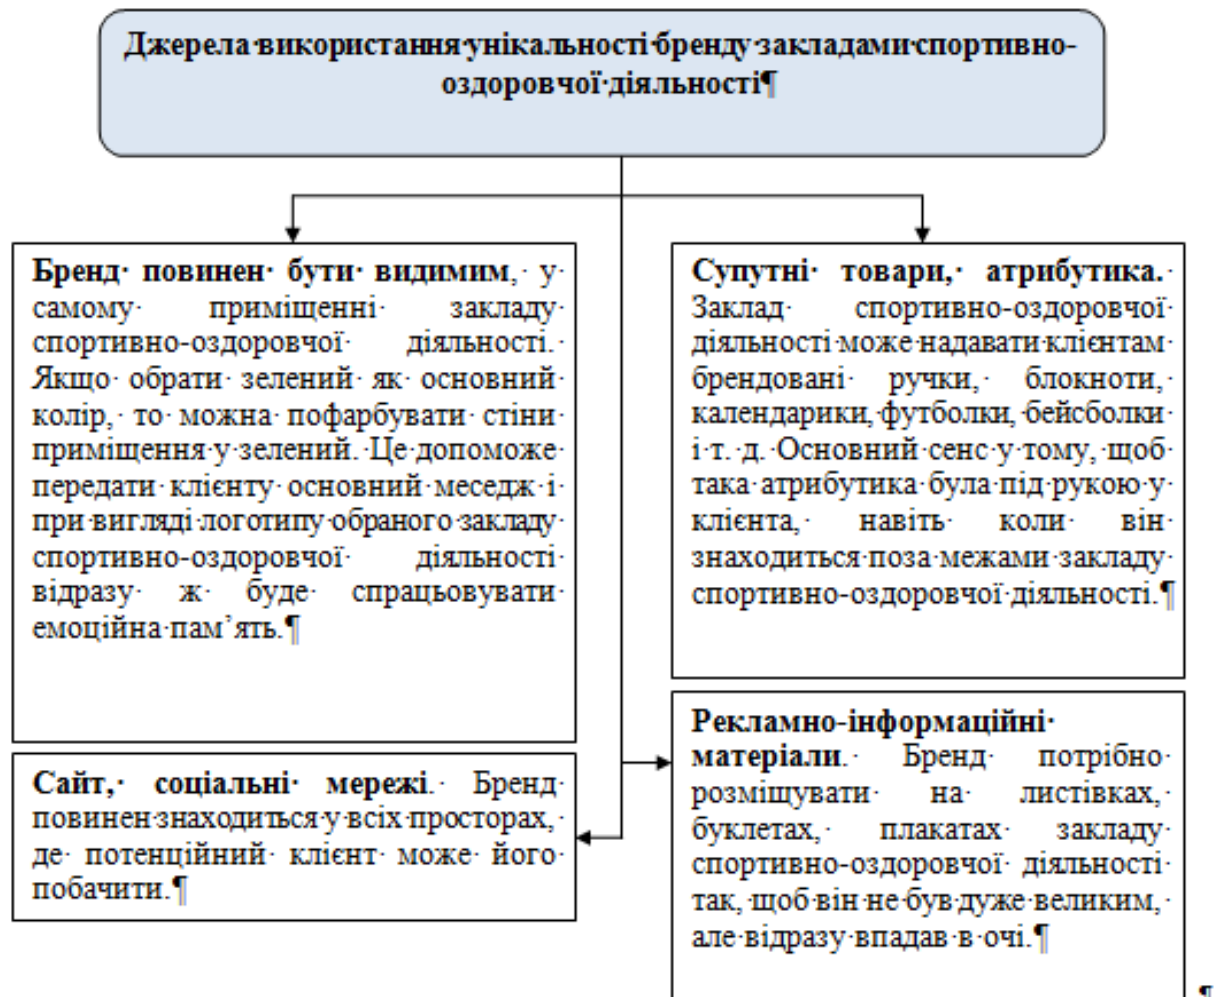 Джерела використання унікальності бренду закладами спортивно-
оздоровчої діяльності¶
Бренд повинен бути видимим, у
самому приміщенні закладу
спортивно-оздоровчої діяльності.
Якщо обрати зелений як основний
колір, то можна пофарбувати стіни
приміщення у зелений. Це допоможе
передати клієнту основний меседж і
при вигляді логотипу обраного закладу
спортивно-оздоровчої діяльності
відразу ж буде спрацьовувати
емоційна пам’ять.¶
Супутні товари, атрибутика.
Заклад спортивно-оздоровчої
діяльності може надавати клієнтам
брендовані ручки, блокноти,
календарики, футболки, бейсболки
і т. д. Основний сенс у тому, щоб
така атрибутика була під рукою у
клієнта, навіть коли він
знаходиться поза межами закладу
спортивно-оздоровчої діяльності.¶
Сайт, соціальні мережі. Бренд
повинен знаходиться у всіх просторах,
де потенційний клієнт може його
побачити.¶
Рекламно-інформаційні
матеріали. Бренд потрібно
розміщувати на листівках,
буклетах, плакатах закладу
спортивно-оздоровчої діяльності
так, щоб він не був дуже великим,
але відразу впадав в очі.¶
¶